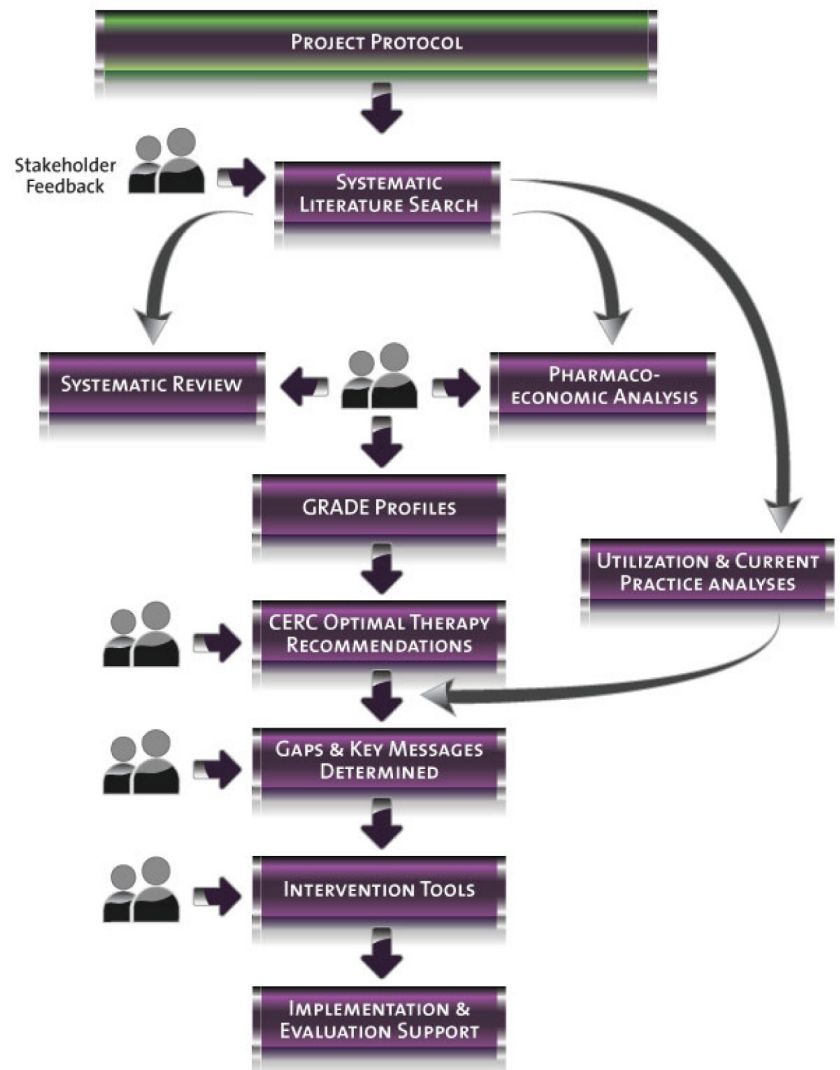 PROJECT PROTOCOL
Stakeholder
Feedback
SYSTEMATIC
LITERATURE SEARCH
SYSTEMATIC REVIEW
PHARMACO-
ECONOMIC ANALYSIS
GRADE PROFILES
UTILIZATION & CURRENT
PRACTICE ANALYSES
CERC OPTIMAL THERAPY
RECOMMENDATIONS
GAPS & KEY MESSAGES
DETERMINED
INTERVENTION TOOLS
IMPLEMENTATION &
EVALUATION SUPPORT